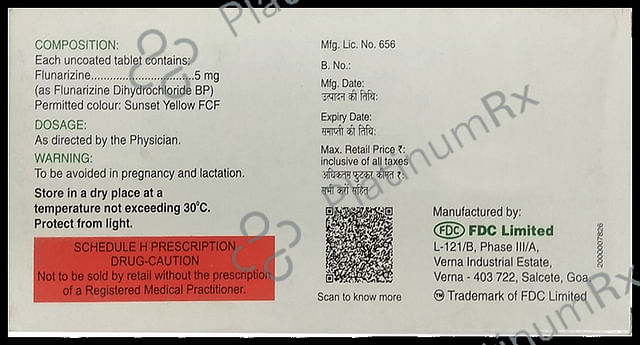 COMPOSITION:
Each uncoated tablet contains:
Flunarizine.............................5 mg
(as Flunarizine Dihydrochloride BP)
Permitted colour: Sunset Yellow FCF
DOSAGE:
As directed by the Physician.
WARNING:
To be avoided in pregnancy and lactation.
Store in a dry place at a
temperature not exceeding 30°C.
Protect from light.
SCHEDULE H PRESCRIPTION
DRUG-CAUTION
Not to be sold by retail without the prescription
of a Registered Medical Practitioner.
Mfg. Lic. No. 656
B. No.:
Mfg. Date:
उत्पादन की तिथि:
Expiry Date:
समाप्ती की तिथि:
Max. Retail Price ₹:
inclusive of all taxes
अधिकतम फुटकर कीमत ₹:
सभी करों सहित
Scan to know more
Manufactured by:
FDC FDC Limited
L-121/B, Phase III/A,
Verna Industrial Estate,
Verna - 403 722, Salcete, Goa.
TM Trademark of FDC Limited
2000007826
PlatinumRx
PlatinumRx
PlatinumRx